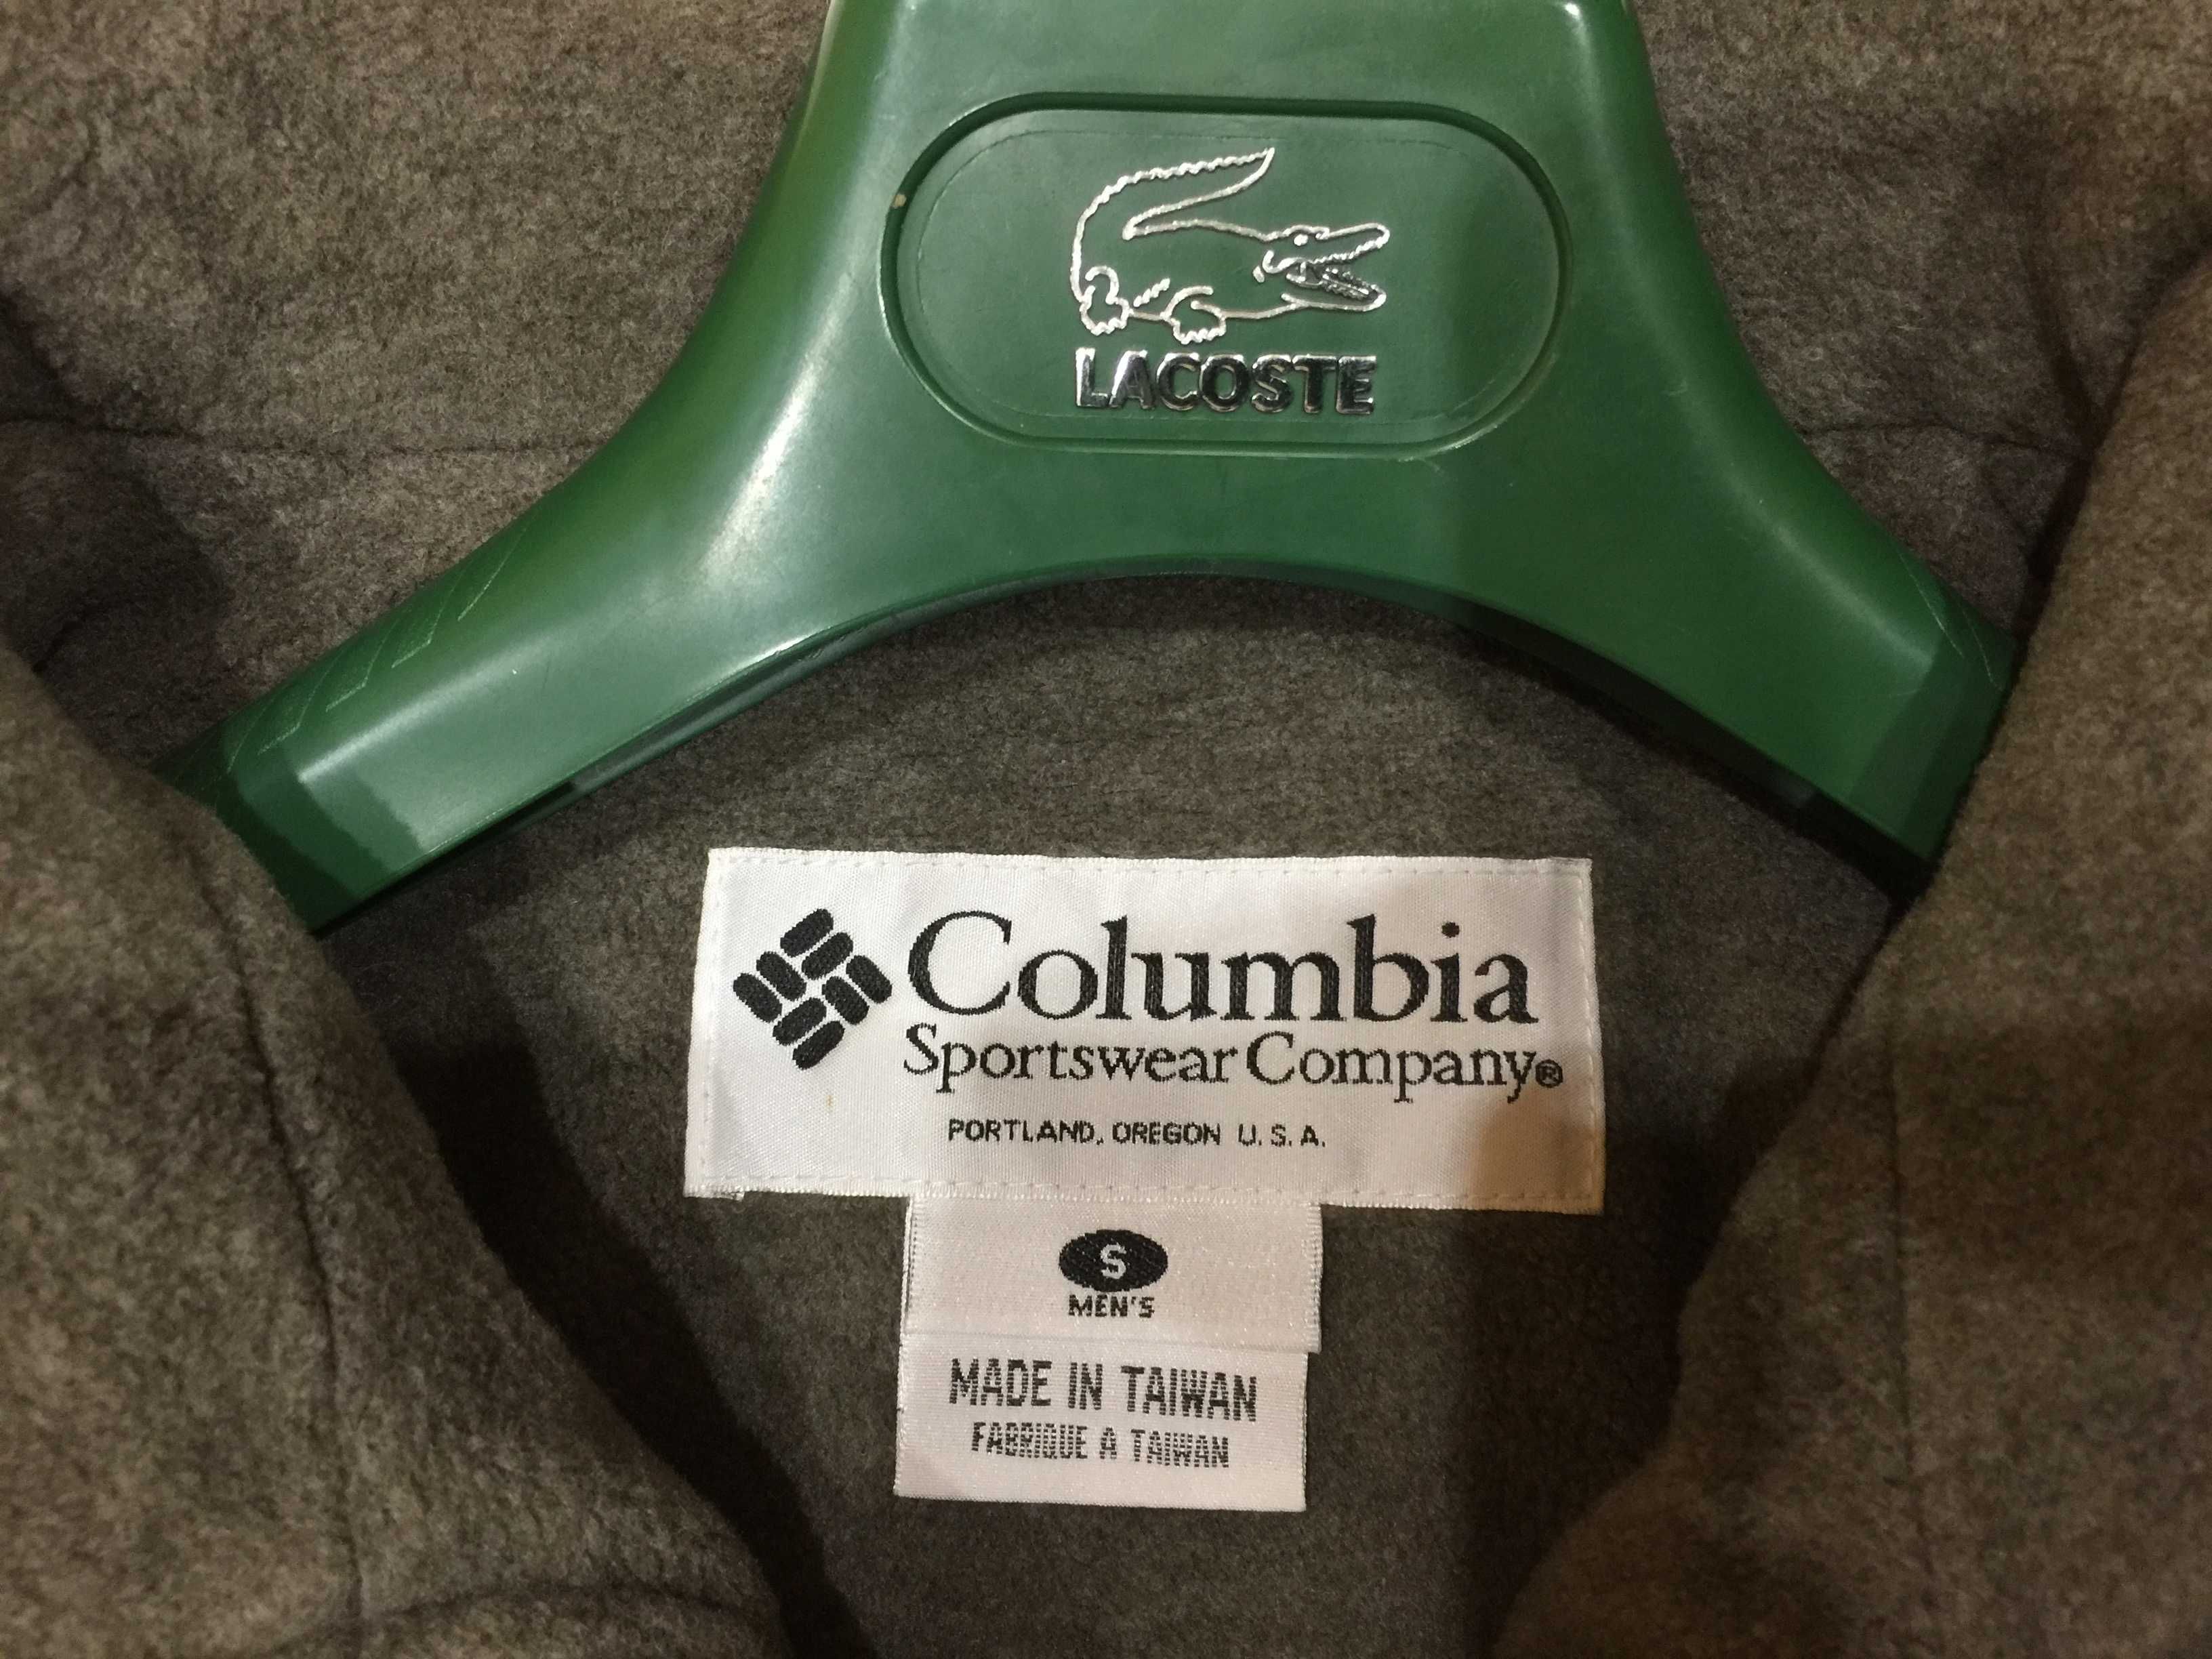 LACOSTE
Columbia
Sportswear Company®
PORTLAND, OREGON U.S.A.
S
MEN'S
MADE IN TAIWAN
FABRIQUE A TAIWAN